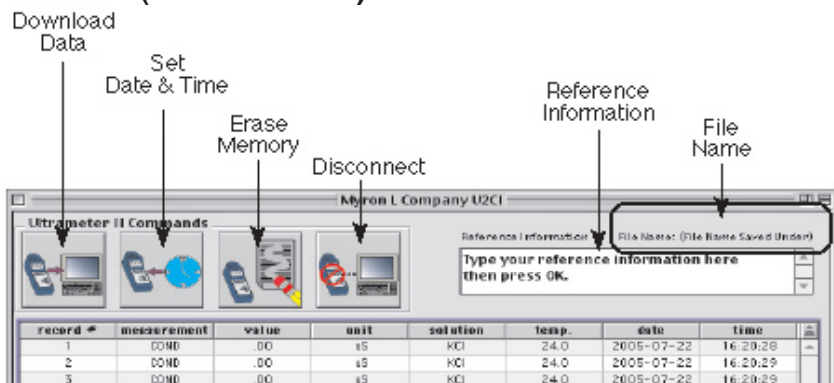 Download
Data
Set
Date & Time
Erase
Memory
Disconnect
Reference
Information
File
Name
Myron L Company U2CI
Ultrameter II Commands
Reference Information
File Name: (File Name Saved Under)
Type your reference information here
then press OK.
record # measurement value unit solution temp. date time
1 COND .00 uS KCl 24.0 2005-07-22 16:20:28
2 COND .00 uS KCl 24.0 2005-07-22 16:20:29
3 COND .00 uS KCl 24.0 2005-07-22 16:20:29